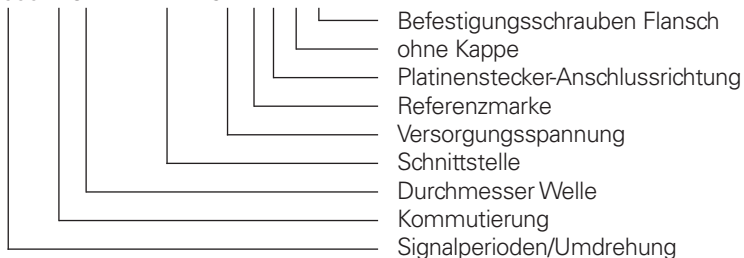 Befestigungsschrauben Flansch
ohne Kappe
Platinenstecker-Anschlussrichtung
Referenzmarke
Versorgungsspannung
Schnittstelle
Durchmesser Welle
Kommutierung
Signalperioden/Umdrehung